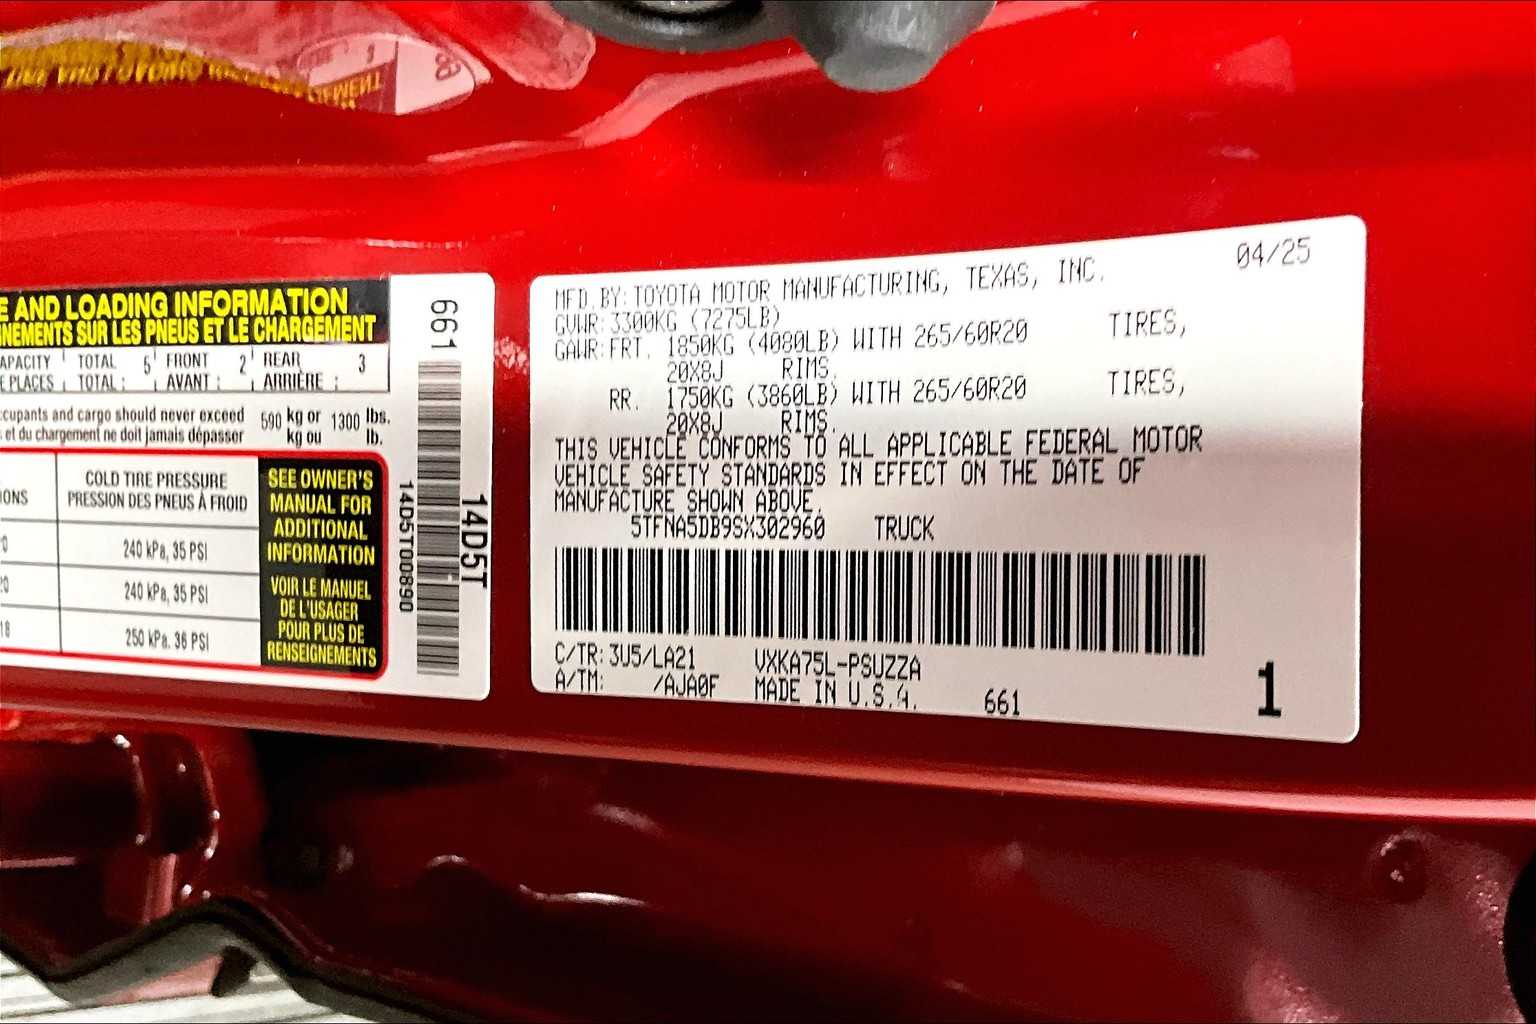 E AND LOADING INFORMATION
NEMENTS SUR LES PNEUS ET LE CHARGEMENT
APACITY TOTAL 5 FRONT 2 REAR 3
E PLACES TOTAL : AVANT : ARRIÈRE :
ccupants and cargo should never exceed 590 kg or 1300 lbs.
et du chargement ne doit jamais dépasser kg ou lb.
IONS
COLD TIRE PRESSURE
PRESSION DES PNEUS À FROID
0 240 kPa, 35 PSI
20 240 kPa, 35 PSI
18 250 kPa, 36 PSI
SEE OWNER'S
MANUAL FOR
ADDITIONAL
INFORMATION
VOIR LE MANUEL
DE L'USAGER
POUR PLUS DE
RENSEIGNEMENTS
661
14D5T00890
14D5T
04/25
MFD. BY: TOYOTA MOTOR MANUFACTURING, TEXAS, INC.
GVWR: 3300KG (7275LB)
GAWR: FRT. 1850KG (4080LB) WITH 265/60R20 TIRES,
20X8J RIMS.
RR. 1750KG (3860LB) WITH 265/60R20 TIRES,
20X8J RIMS.
THIS VEHICLE CONFORMS TO ALL APPLICABLE FEDERAL MOTOR
VEHICLE SAFETY STANDARDS IN EFFECT ON THE DATE OF
MANUFACTURE SHOWN ABOVE.
5TFNA5DB9SX302960 TRUCK
C/TR: 3U5/LA21 VXKA75L-PSUZZA
A/TM: /AJA0F MADE IN U.S.A. 661
1